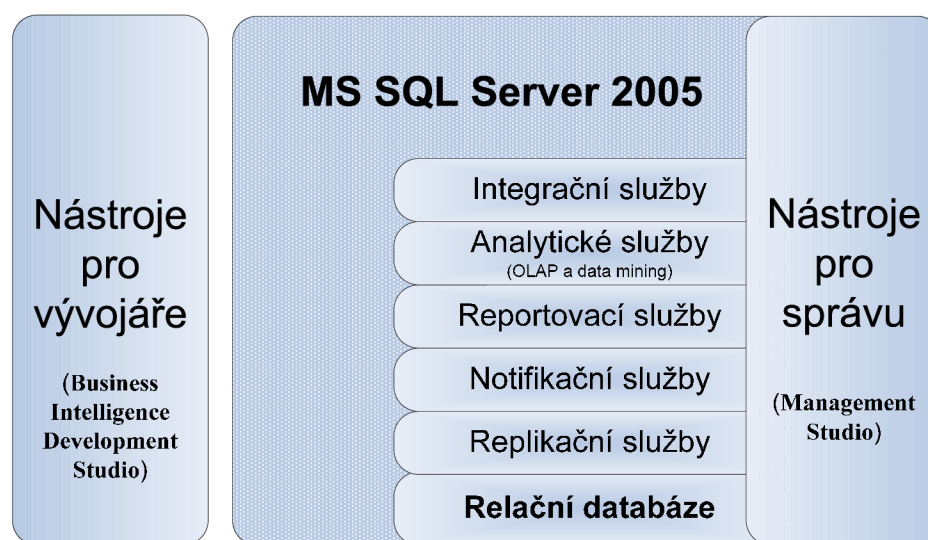 Nástroje
pro
vývojáře
(Business
Intelligence
Development
Studio)
MS SQL Server 2005
Integrační služby
Analytické služby
(OLAP a data mining)
Reportovací služby
Notifikační služby
Replikační služby
Relační databáze
Nástroje
pro
správu
(Management
Studio)